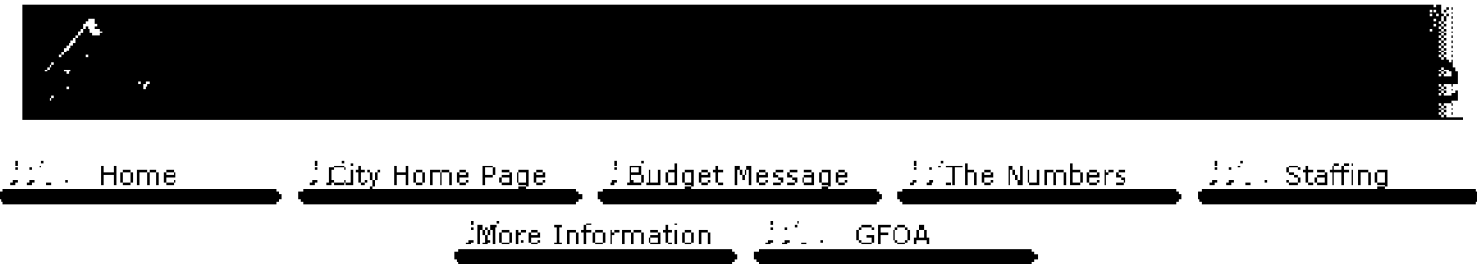 Home City Home Page Budget Message The Numbers Staffing
More Information GFOA